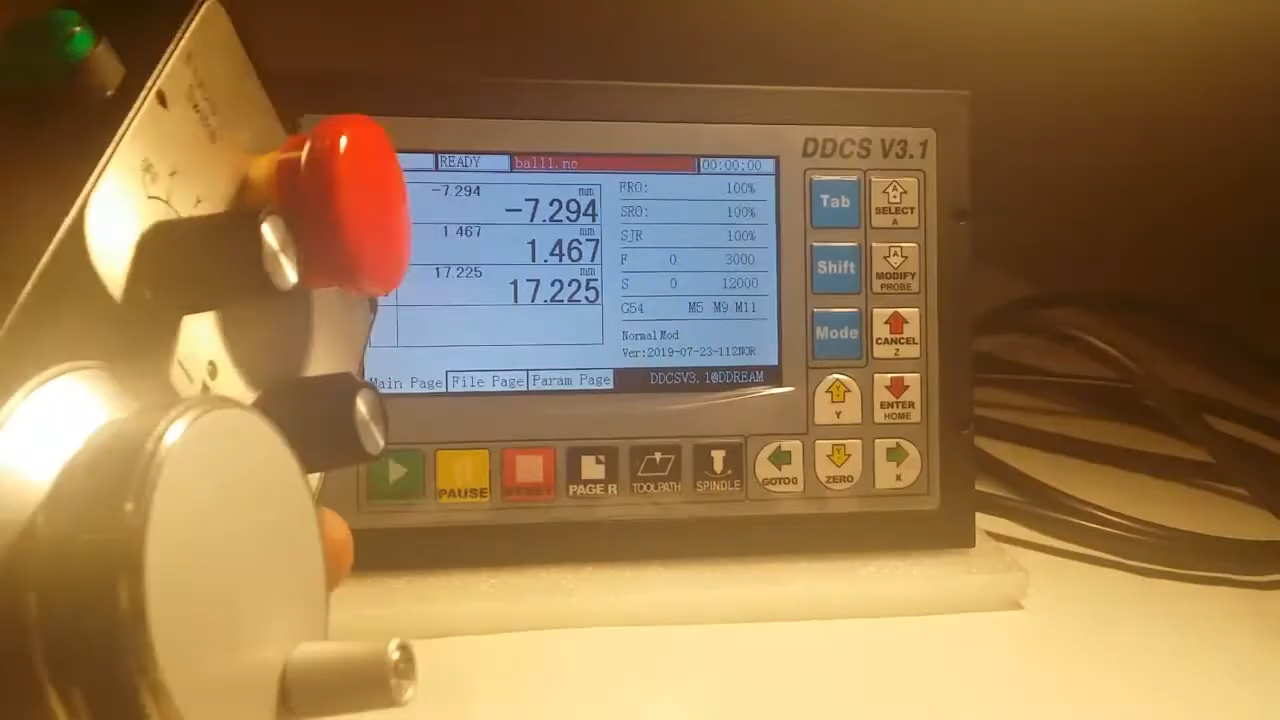 DDCS V3.1
READY ball1.nc 00:00:00
-7.294 mm
-7.294
1.467 mm
1.467
17.225 mm
17.225
FRO: 100%
SRO: 100%
SJR 100%
F 0 3000
S 0 12000
G54 M5 M9 M11
Normal Mod
Ver:2019-07-23-112NOR
Main Page File Page Param Page DDCSV3.1@DDREAM
Tab
SELECT
A
Shift
MODIFY
PROBE
Mode
CANCEL
Z
Y+
Y
ENTER
HOME
PAUSE
PAGE R
TOOLPATH
SPINDLE
GOTO0
Y-
ZERO
X